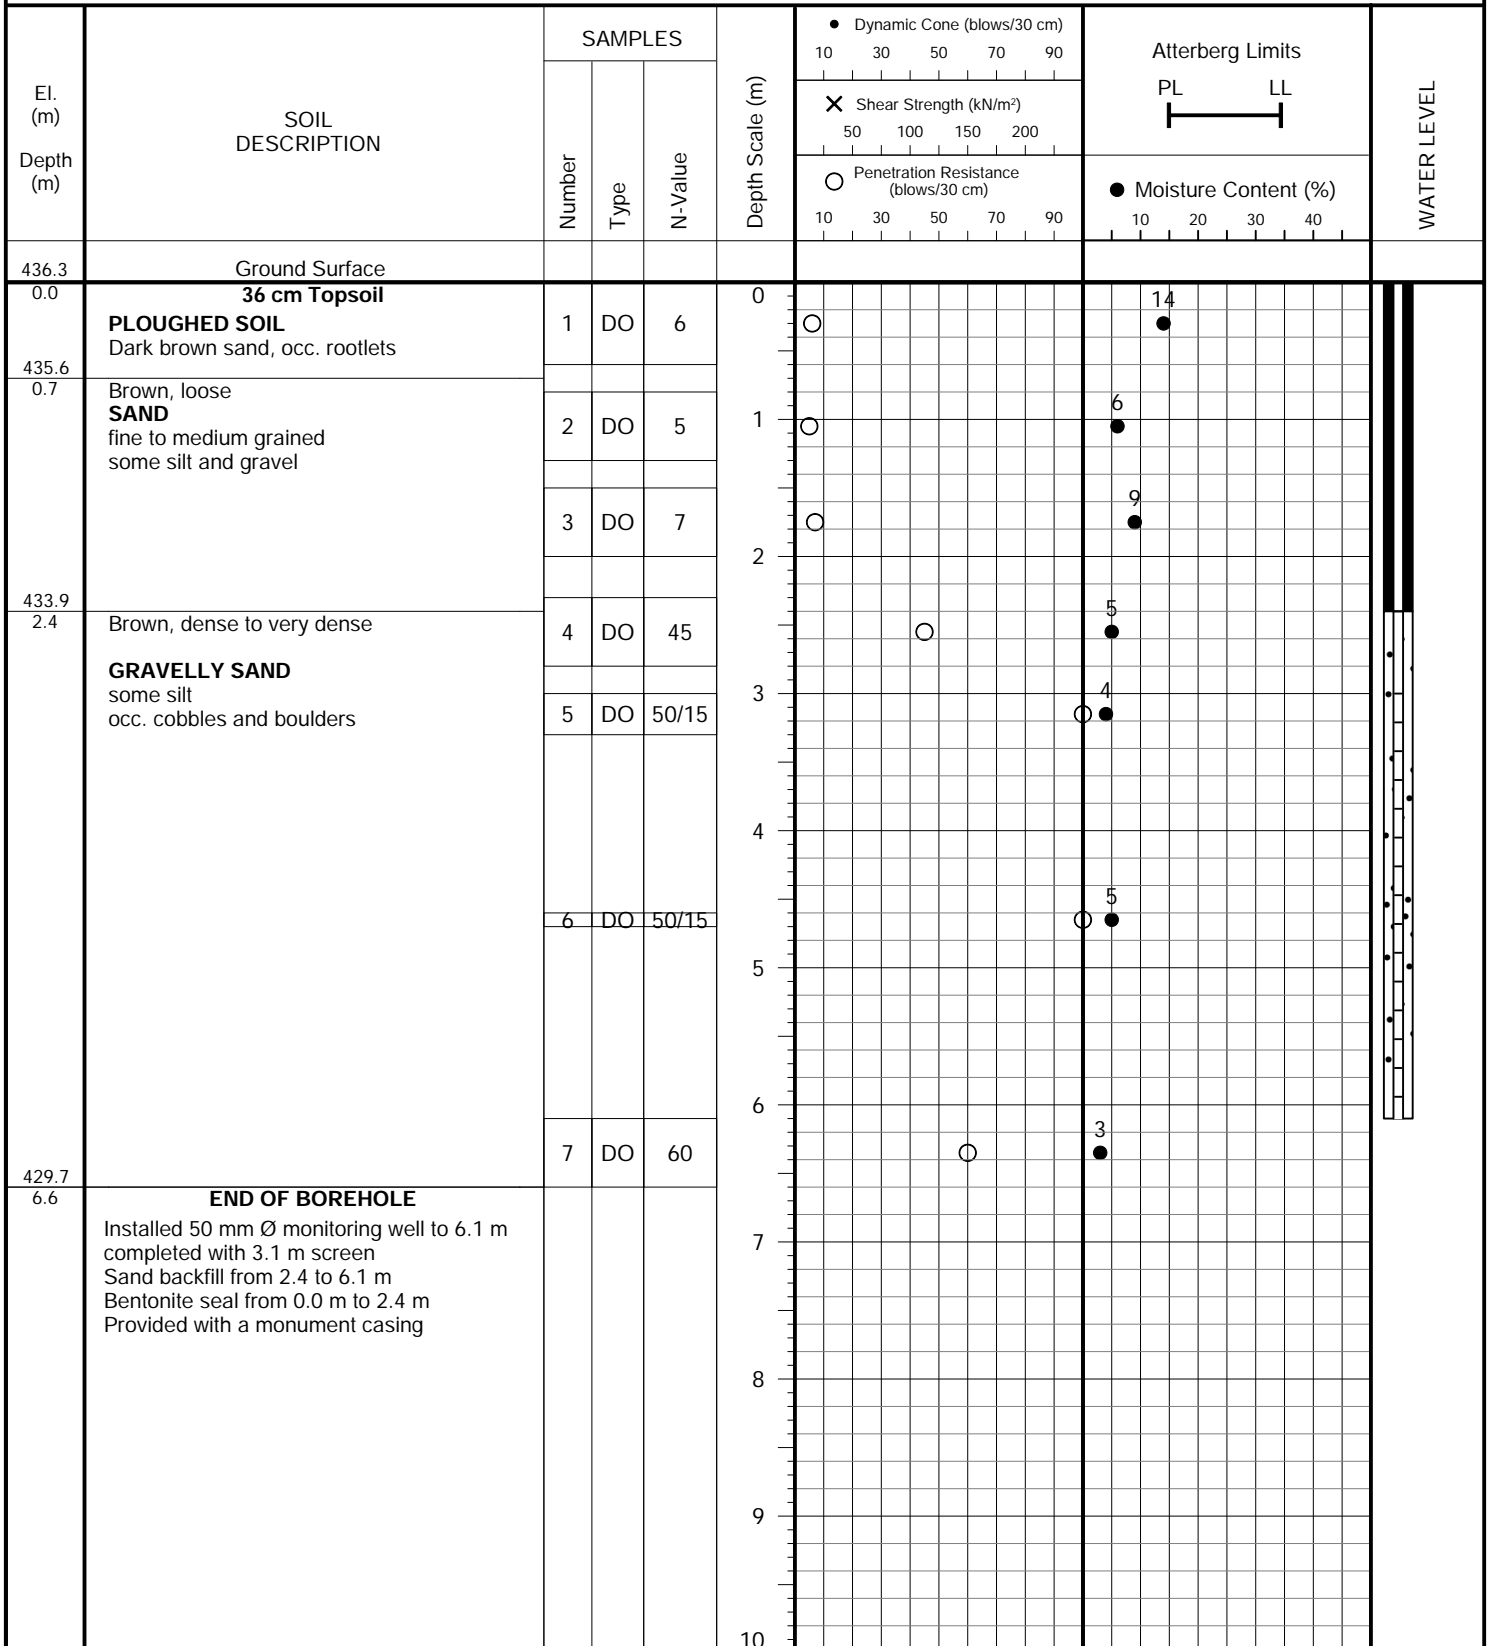 El.
(m)
Depth
(m)
SOIL
DESCRIPTION
SAMPLES
Number
Type
N-Value
Depth Scale (m)
Dynamic Cone (blows/30 cm)
10 30 50 70 90
Shear Strength (kN/m²)
50 100 150 200
Penetration Resistance
(blows/30 cm)
10 30 50 70 90
Atterberg Limits
PL LL
Moisture Content (%)
10 20 30 40
WATER LEVEL
436.3 Ground Surface
0.0 36 cm Topsoil 0
PLOUGHED SOIL 1 DO 6 14
Dark brown sand, occ. rootlets
435.6
0.7 Brown, loose
SAND 6
fine to medium grained 2 DO 5 1
some silt and gravel
3 DO 7 9
2
433.9
2.4 Brown, dense to very dense 4 DO 45 5
GRAVELLY SAND
some silt 3 4
occ. cobbles and boulders 5 DO 50/15
4
6 DO 50/15 5
5
6
7 DO 60 3
429.7
6.6 END OF BOREHOLE
Installed 50 mm Ø monitoring well to 6.1 m 7
completed with 3.1 m screen
Sand backfill from 2.4 to 6.1 m
Bentonite seal from 0.0 m to 2.4 m
Provided with a monument casing
8
9
10